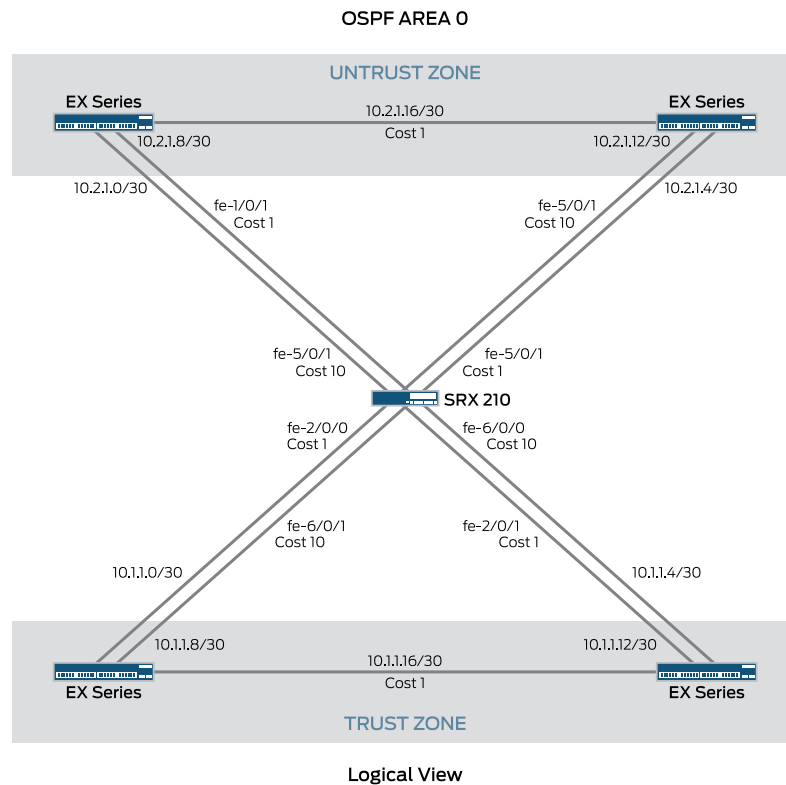 OSPF AREA 0
UNTRUST ZONE
EX Series
EX Series
10.2.1.16/30
Cost 1
10.2.1.8/30
10.2.1.12/30
10.2.1.0/30
10.2.1.4/30
fe-1/0/1
Cost 1
fe-5/0/1
Cost 10
fe-5/0/1
Cost 10
fe-5/0/1
Cost 1
SRX 210
fe-2/0/0
Cost 1
fe-6/0/0
Cost 10
fe-6/0/1
Cost 10
fe-2/0/1
Cost 1
10.1.1.0/30
10.1.1.4/30
10.1.1.8/30
10.1.1.12/30
10.1.1.16/30
Cost 1
EX Series
EX Series
TRUST ZONE
Logical View